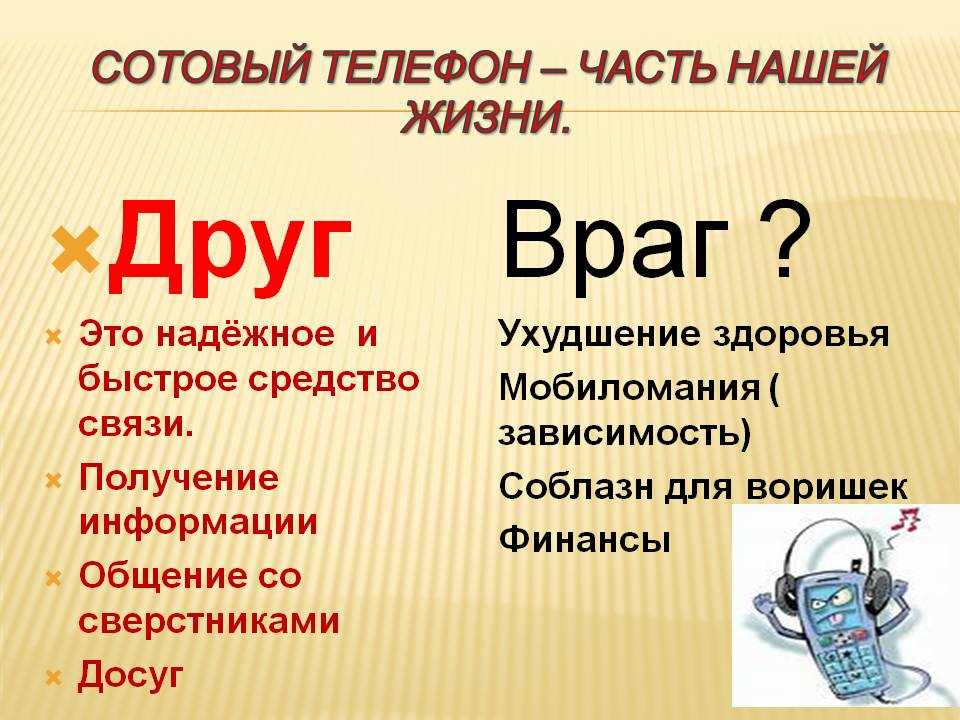 СОТОВЫЙ ТЕЛЕФОН – ЧАСТЬ НАШЕЙ
ЖИЗНИ.
Друг
Это надёжное и
быстрое средство
связи.
Получение
информации
Общение со
сверстниками
Досуг
Враг ?
Ухудшение здоровья
Мобиломания (
зависимость)
Соблазн для воришек
Финансы